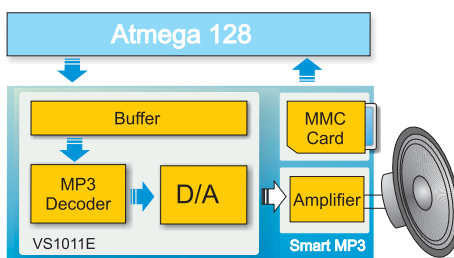 Atmega 128
Buffer
MMC
Card
MP3
Decoder
D/A
Amplifier
VS1011E
Smart MP3